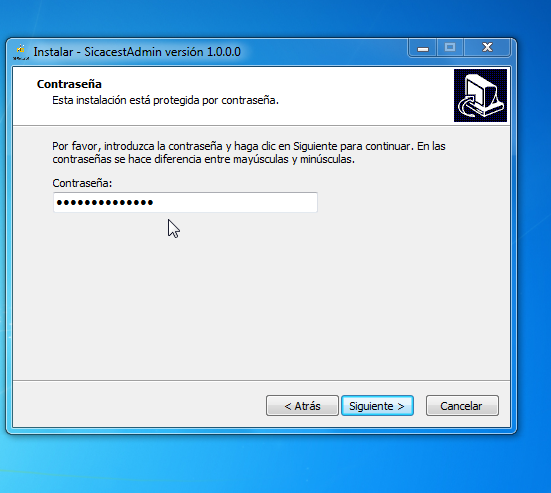 Instalar - SicacestAdmin versión 1.0.0.0
Contraseña
Esta instalación está protegida por contraseña.
Por favor, introduzca la contraseña y haga clic en Siguiente para continuar. En las
contraseñas se hace diferencia entre mayúsculas y minúsculas.
Contraseña:
••••••••••••••
< Atrás
Siguiente >
Cancelar